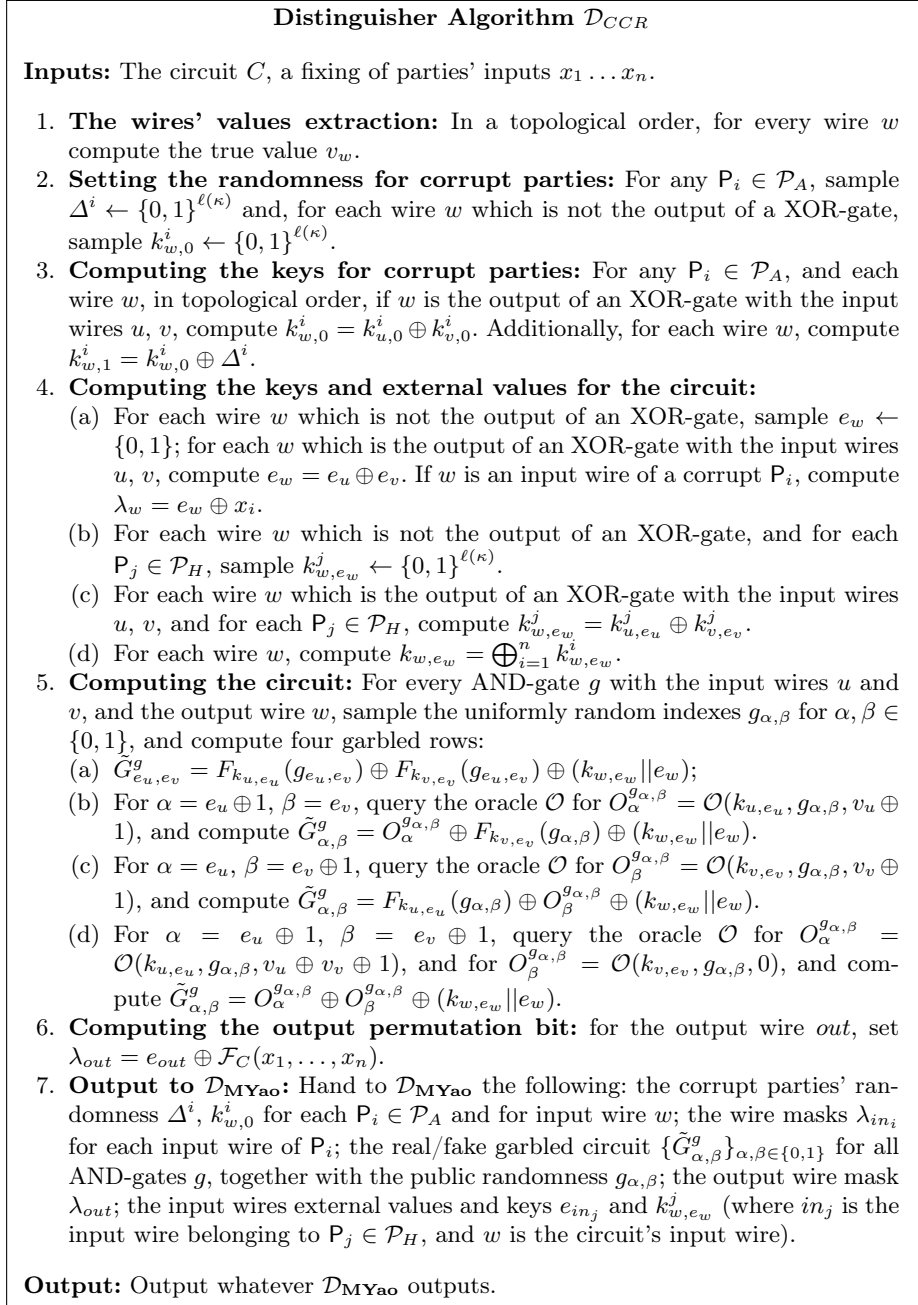 Distinguisher Algorithm 𝒟_{CCR}
Inputs: The circuit C, a fixing of parties' inputs x_1 … x_n.
1. The wires' values extraction: In a topological order, for every wire w
compute the true value v_w.
2. Setting the randomness for corrupt parties: For any P_i ∈ 𝒫_A, sample
Δ^i ← {0, 1}^{ℓ(κ)} and, for each wire w which is not the output of a XOR-gate,
sample k^i_{w,0} ← {0, 1}^{ℓ(κ)}.
3. Computing the keys for corrupt parties: For any P_i ∈ 𝒫_A, and each
wire w, in topological order, if w is the output of an XOR-gate with the input
wires u, v, compute k^i_{w,0} = k^i_{u,0} ⊕ k^i_{v,0}. Additionally, for each wire w, compute
k^i_{w,1} = k^i_{w,0} ⊕ Δ^i.
4. Computing the keys and external values for the circuit:
(a) For each wire w which is not the output of an XOR-gate, sample e_w ←
{0, 1}; for each w which is the output of an XOR-gate with the input wires
u, v, compute e_w = e_u ⊕ e_v. If w is an input wire of a corrupt P_i, compute
λ_w = e_w ⊕ x_i.
(b) For each wire w which is not the output of an XOR-gate, and for each
P_j ∈ 𝒫_H, sample k^j_{w,e_w} ← {0, 1}^{ℓ(κ)}.
(c) For each wire w which is the output of an XOR-gate with the input wires
u, v, and for each P_j ∈ 𝒫_H, compute k^j_{w,e_w} = k^j_{u,e_u} ⊕ k^j_{v,e_v}.
(d) For each wire w, compute k_{w,e_w} = ⨁^n_{i=1} k^i_{w,e_w}.
5. Computing the circuit: For every AND-gate g with the input wires u and
v, and the output wire w, sample the uniformly random indexes g_{α,β} for α, β ∈
{0, 1}, and compute four garbled rows:
(a) G̃^g_{e_u,e_v} = F_{k_{u,e_u}}(g_{e_u,e_v}) ⊕ F_{k_{v,e_v}}(g_{e_u,e_v}) ⊕ (k_{w,e_w}||e_w);
(b) For α = e_u ⊕ 1, β = e_v, query the oracle 𝒪 for O^{g_{α,β}}_α = 𝒪(k_{u,e_u}, g_{α,β}, v_u ⊕
1), and compute G̃^g_{α,β} = O^{g_{α,β}}_α ⊕ F_{k_{v,e_v}}(g_{α,β}) ⊕ (k_{w,e_w}||e_w).
(c) For α = e_u, β = e_v ⊕ 1, query the oracle 𝒪 for O^{g_{α,β}}_β = 𝒪(k_{v,e_v}, g_{α,β}, v_v ⊕
1), and compute G̃^g_{α,β} = F_{k_{u,e_u}}(g_{α,β}) ⊕ O^{g_{α,β}}_β ⊕ (k_{w,e_w}||e_w).
(d) For α = e_u ⊕ 1, β = e_v ⊕ 1, query the oracle 𝒪 for O^{g_{α,β}}_α =
𝒪(k_{u,e_u}, g_{α,β}, v_u ⊕ v_v ⊕ 1), and for O^{g_{α,β}}_β = 𝒪(k_{v,e_v}, g_{α,β}, 0), and com-
pute G̃^g_{α,β} = O^{g_{α,β}}_α ⊕ O^{g_{α,β}}_β ⊕ (k_{w,e_w}||e_w).
6. Computing the output permutation bit: for the output wire out, set
λ_{out} = e_{out} ⊕ ℱ_C(x_1, …, x_n).
7. Output to 𝒟_{MYao}: Hand to 𝒟_{MYao} the following: the corrupt parties' ran-
domness Δ^i, k^i_{w,0} for each P_i ∈ 𝒫_A and for input wire w; the wire masks λ_{in_i}
for each input wire of P_i; the real/fake garbled circuit {G̃^g_{α,β}}_{α,β∈{0,1}} for all
AND-gates g, together with the public randomness g_{α,β}; the output wire mask
λ_{out}; the input wires external values and keys e_{in_j} and k^j_{w,e_w} (where in_j is the
input wire belonging to P_j ∈ 𝒫_H, and w is the circuit's input wire).
Output: Output whatever 𝒟_{MYao} outputs.